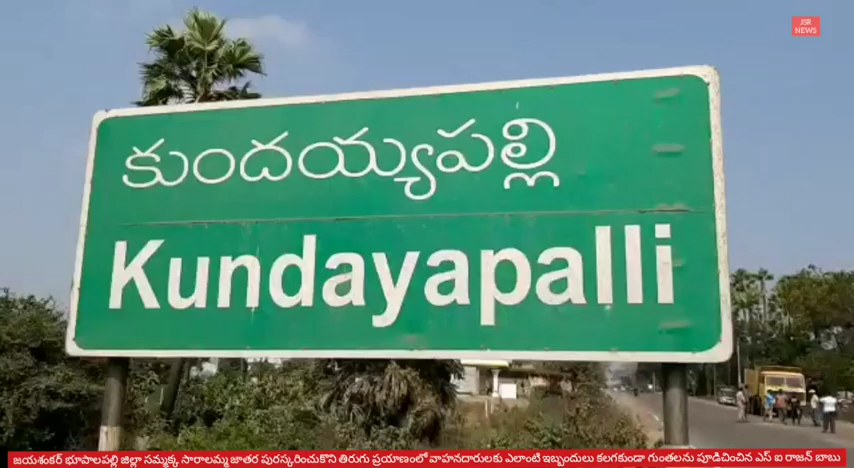 JSR
NEWS
కుందయ్యపల్లి
Kundayapalli
జయశంకర్ భూపాలపల్లి జిల్లా సమ్మక్క సారాలమ్మ జాతర పురస్కరించుకొని తిరుగు ప్రయాణంలో వాహనదారులకు ఎలాంటి ఇబ్బందులు కలగకుండా గుంతలను పూడిచించిన ఎస్ ఐ రాజన్ బాబు